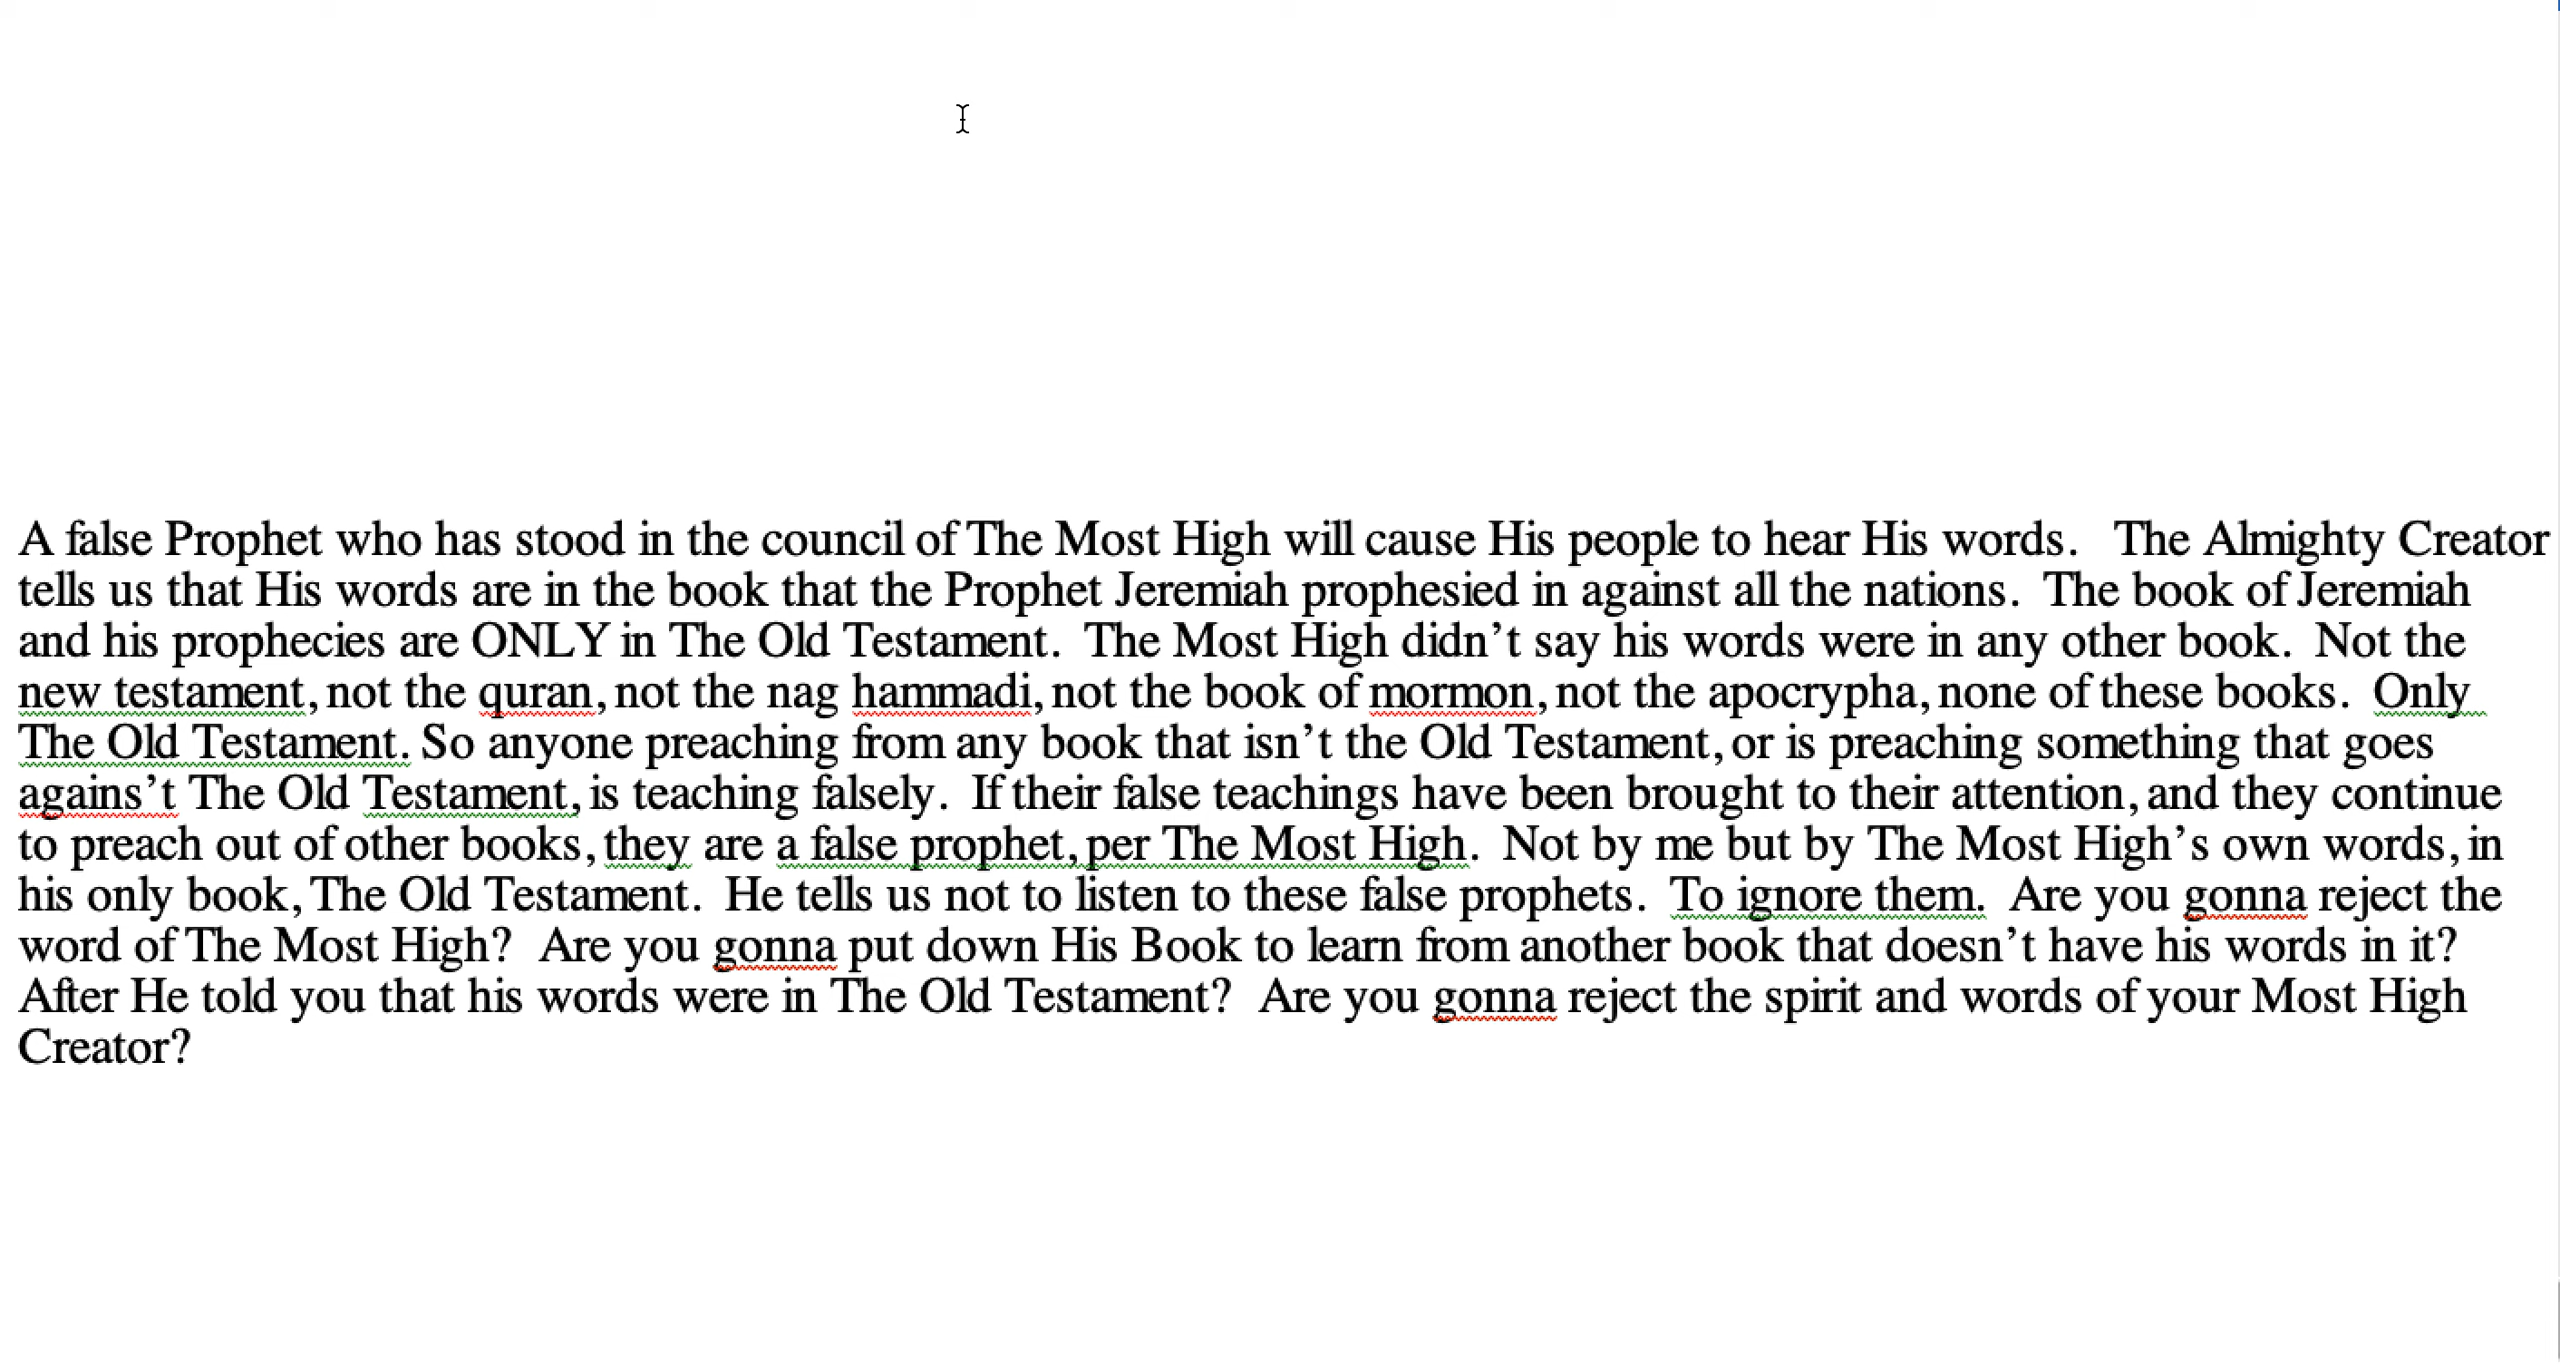 A false Prophet who has stood in the council of The Most High will cause His people to hear His words.   The Almighty Creator
tells us that His words are in the book that the Prophet Jeremiah prophesied in against all the nations.  The book of Jeremiah
and his prophecies are ONLY in The Old Testament.  The Most High didn’t say his words were in any other book.  Not the
new testament, not the quran, not the nag hammadi, not the book of mormon, not the apocrypha, none of these books.  Only
The Old Testament. So anyone preaching from any book that isn’t the Old Testament, or is preaching something that goes
agains’t The Old Testament, is teaching falsely.  If their false teachings have been brought to their attention, and they continue
to preach out of other books, they are a false prophet, per The Most High.  Not by me but by The Most High’s own words, in
his only book, The Old Testament.  He tells us not to listen to these false prophets.  To ignore them.  Are you gonna reject the
word of The Most High?  Are you gonna put down His Book to learn from another book that doesn’t have his words in it?
After He told you that his words were in The Old Testament?  Are you gonna reject the spirit and words of your Most High
Creator?